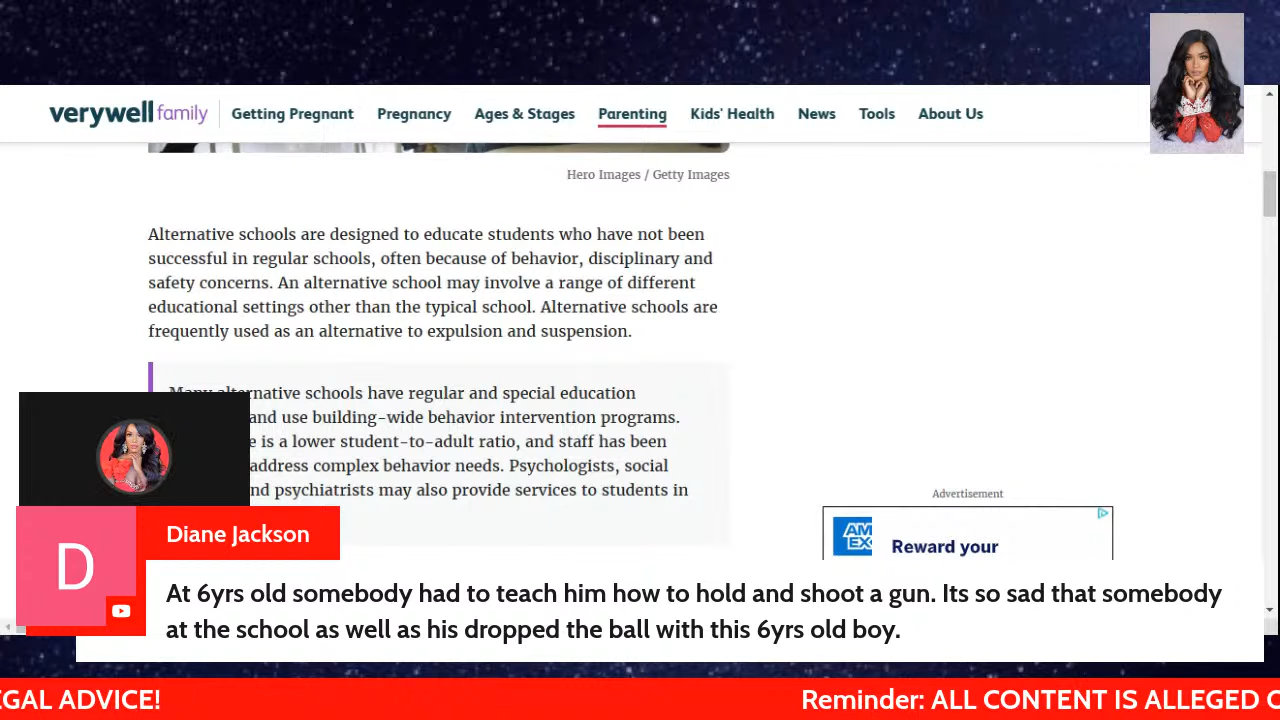 verywell family
Getting Pregnant
Pregnancy
Ages & Stages
Parenting
Kids' Health
News
Tools
About Us
Hero Images / Getty Images
Alternative schools are designed to educate students who have not been
successful in regular schools, often because of behavior, disciplinary and
safety concerns. An alternative school may involve a range of different
educational settings other than the typical school. Alternative schools are
frequently used as an alternative to expulsion and suspension.
Many alternative schools have regular and special education
and use building-wide behavior intervention programs.
is a lower student-to-adult ratio, and staff has been
address complex behavior needs. Psychologists, social
psychiatrists may also provide services to students in
Advertisement
AM
EX
Reward your
D
Diane Jackson
At 6yrs old somebody had to teach him how to hold and shoot a gun. Its so sad that somebody
at the school as well as his dropped the ball with this 6yrs old boy.
EGAL ADVICE!
Reminder: ALL CONTENT IS ALLEGED